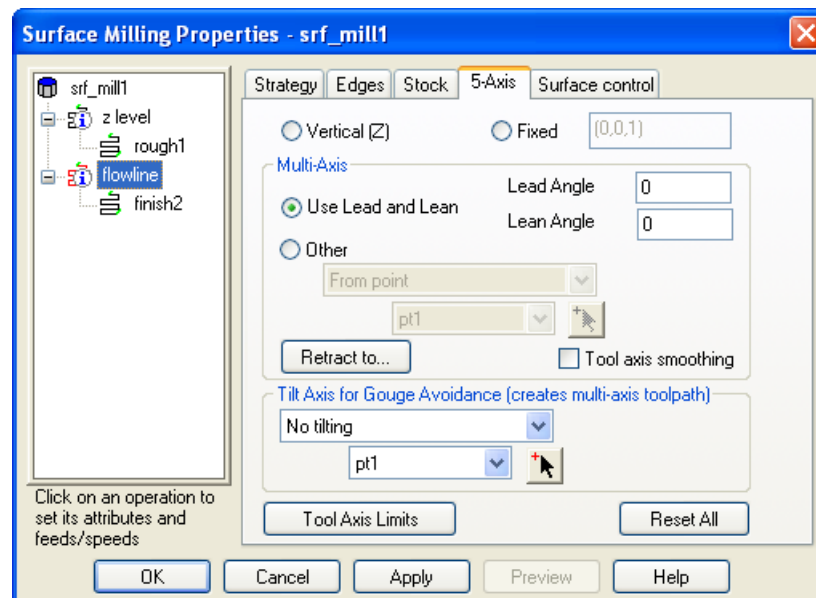 Surface Milling Properties - srf_mill1
srf_mill1
z level
rough1
flowline
finish2
Click on an operation to
set its attributes and
feeds/speeds
Strategy Edges Stock 5-Axis Surface control
Vertical (Z) Fixed (0,0,1)
Multi-Axis
Use Lead and Lean
Lead Angle 0
Lean Angle 0
Other
From point
pt1
Retract to... Tool axis smoothing
Tilt Axis for Gouge Avoidance (creates multi-axis toolpath)
No tilting
pt1
Tool Axis Limits Reset All
OK Cancel Apply Preview Help